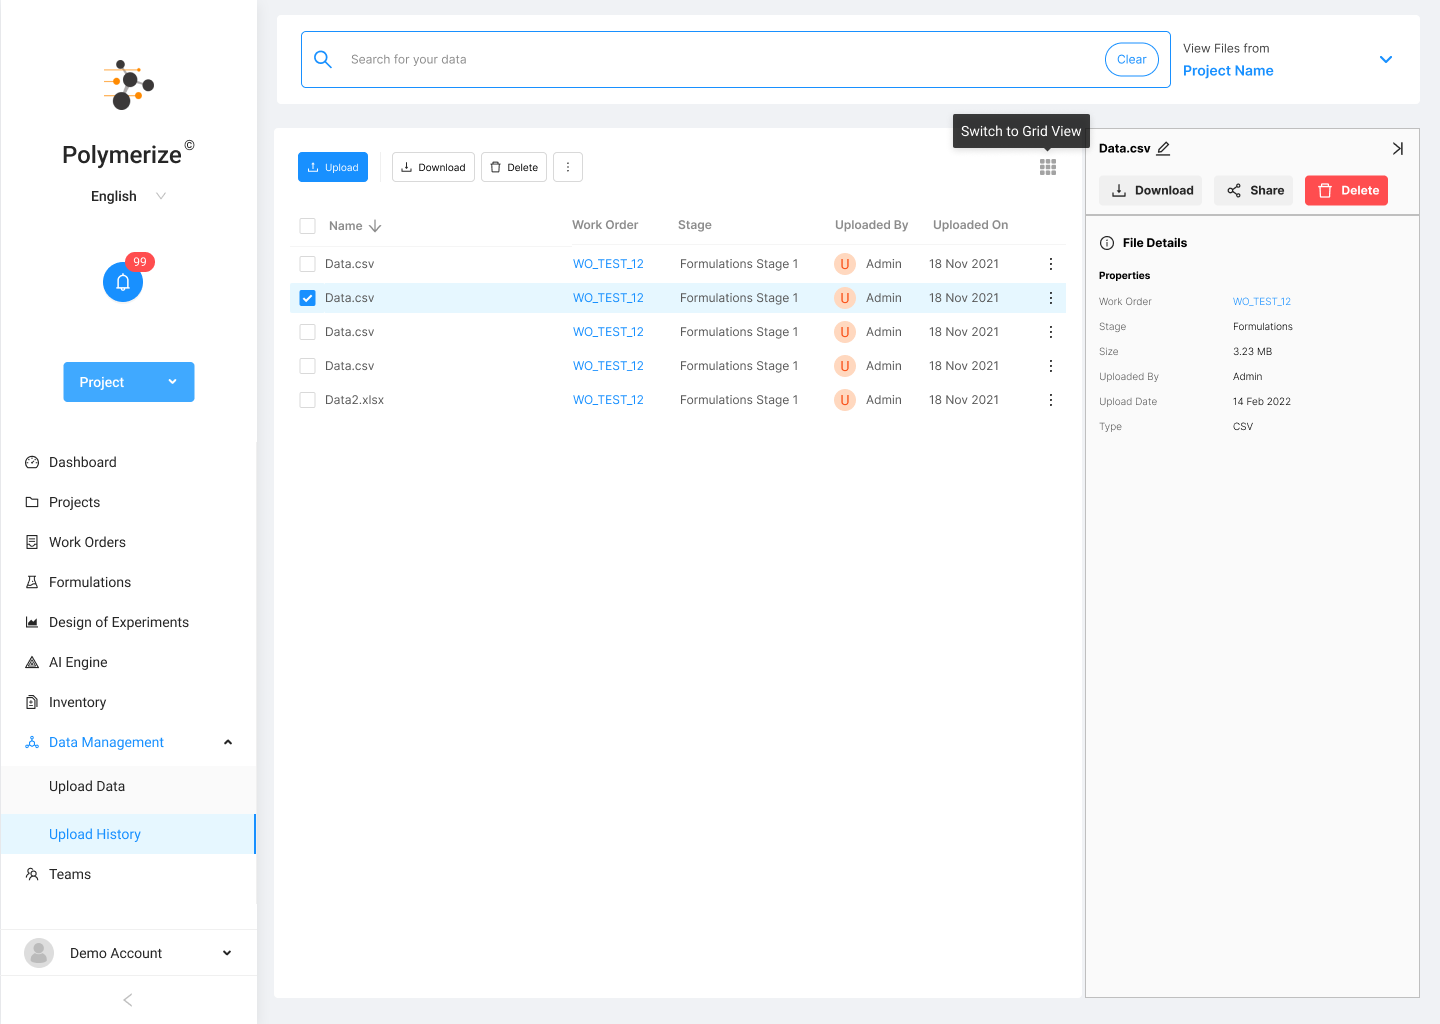 Polymerize ©
English
99
Project
Dashboard
Projects
Work Orders
Formulations
Design of Experiments
AI Engine
Inventory
Data Management
Upload Data
Upload History
Teams
Demo Account
Search for your data
Clear
View Files from
Project Name
Switch to Grid View
Upload
Download
Delete
Name Work Order Stage Uploaded By Uploaded On
Data.csv WO_TEST_12 Formulations Stage 1 U Admin 18 Nov 2021
Data.csv WO_TEST_12 Formulations Stage 1 U Admin 18 Nov 2021
Data.csv WO_TEST_12 Formulations Stage 1 U Admin 18 Nov 2021
Data.csv WO_TEST_12 Formulations Stage 1 U Admin 18 Nov 2021
Data2.xlsx WO_TEST_12 Formulations Stage 1 U Admin 18 Nov 2021
Data.csv
Download
Share
Delete
File Details
Properties
Work Order WO_TEST_12
Stage Formulations
Size 3.23 MB
Uploaded By Admin
Upload Date 14 Feb 2022
Type CSV